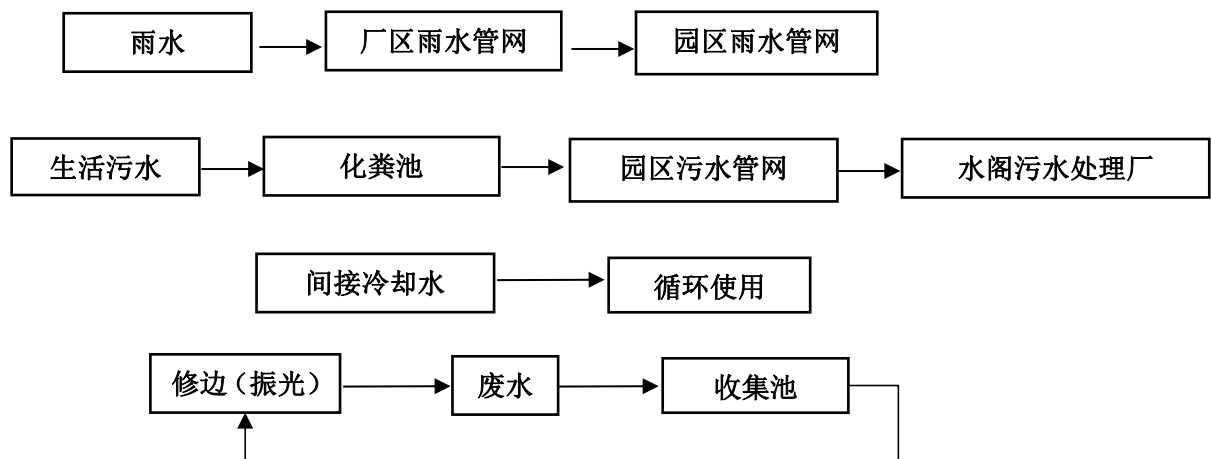 雨水 厂区雨水管网 园区雨水管网
生活污水 化粪池 园区污水管网 水阁污水处理厂
间接冷却水 循环使用
修边（振光） 废水 收集池